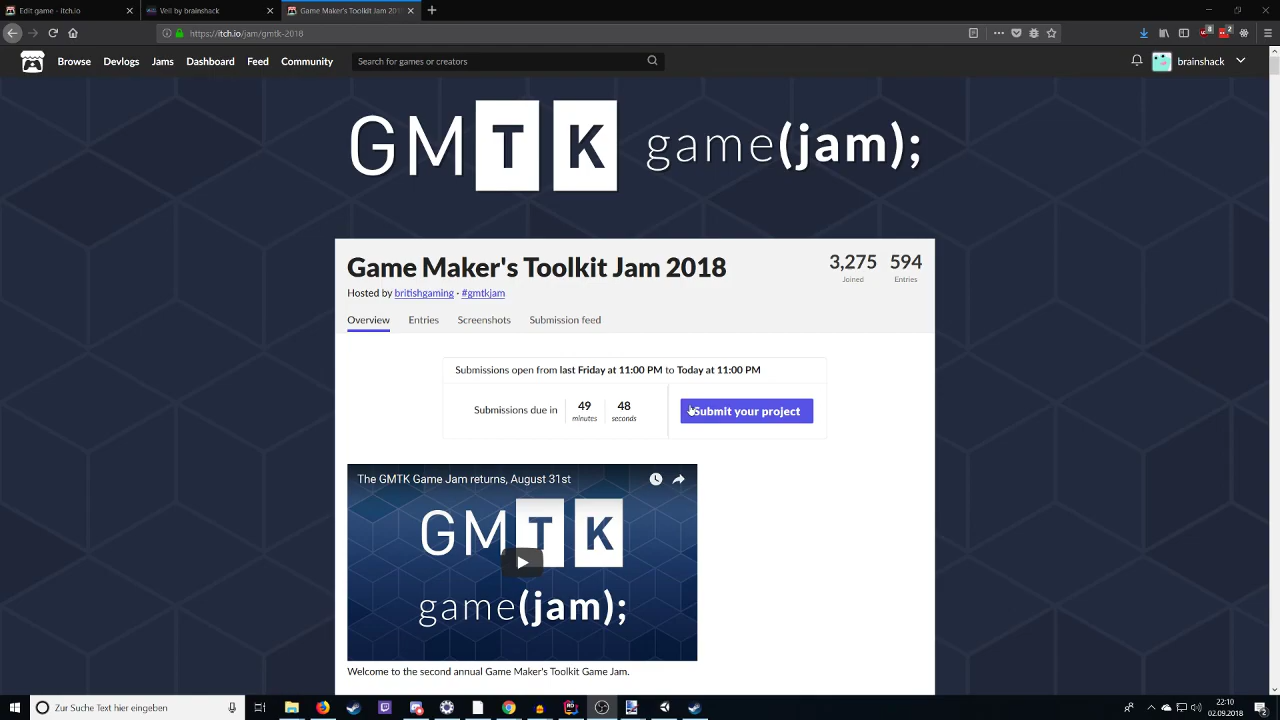 Edit game - itch.io
Veil by brainshack
Game Maker's Toolkit Jam 201
https://itch.io/jam/gmtk-2018
Browse Devlogs Jams Dashboard Feed Community
Search for games or creators
brainshack
GMTK game(jam);
Game Maker's Toolkit Jam 2018
3,275 594
Joined Entries
Hosted by britishgaming · #gmtkjam
Overview Entries Screenshots Submission feed
Submissions open from last Friday at 11:00 PM to Today at 11:00 PM
Submissions due in 49 48
minutes seconds
Submit your project
The GMTK Game Jam returns, August 31st
GMTK
game(jam);
Welcome to the second annual Game Maker's Toolkit Game Jam.
Zur Suche Text hier eingeben
22:10
02.09.2018